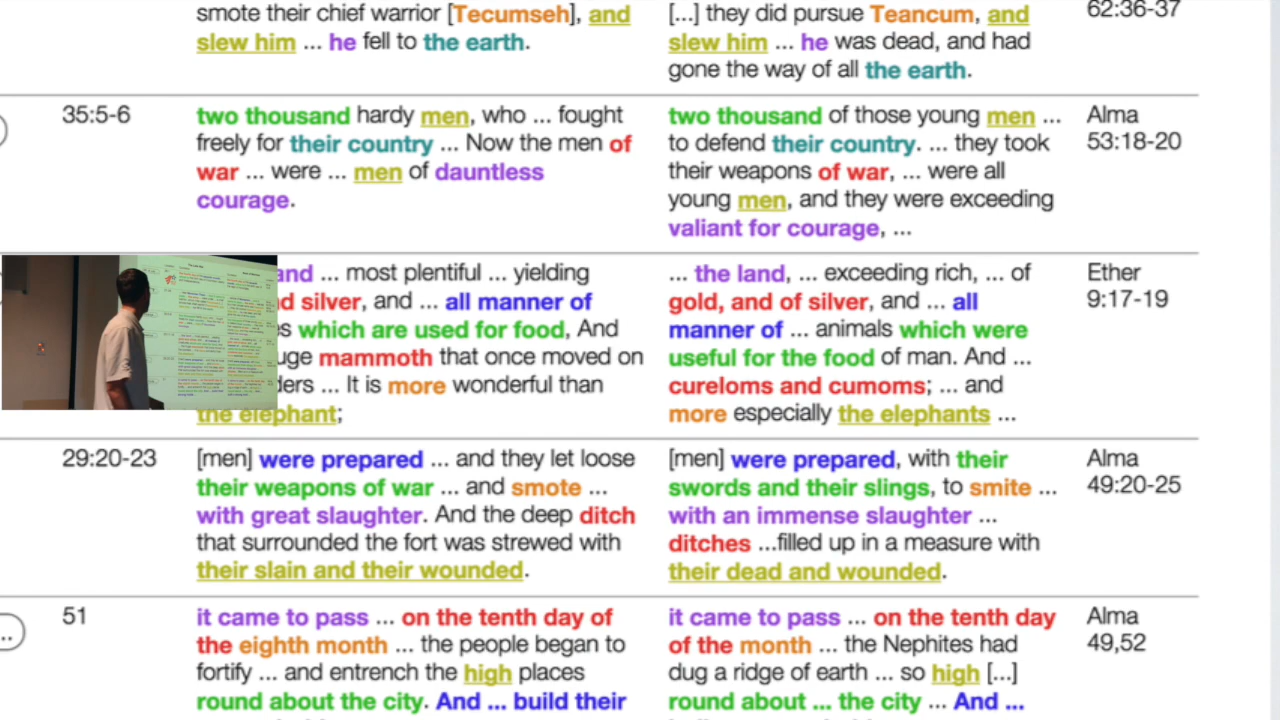 smote their chief warrior [Tecumseh], and
slew him ... he fell to the earth.
[...] they did pursue Teancum, and
slew him ... he was dead, and had
gone the way of all the earth.
62:36-37
35:5-6
two thousand hardy men, who ... fought
freely for their country ... Now the men of
war ... were ... men of dauntless
courage.
two thousand of those young men ...
to defend their country. ... they took
their weapons of war, ... were all
young men, and they were exceeding
valiant for courage, ...
Alma
53:18-20
and ... most plentiful ... yielding
silver, and ... all manner of
which are used for food, And
mammoth that once moved on
... It is more wonderful than
the elephant;
... the land, ... exceeding rich, ... of
gold, and of silver, and ... all
manner of ... animals which were
useful for the food of man. And ...
cureloms and cumoms; ... and
more especially the elephants ...
Ether
9:17-19
29:20-23
[men] were prepared ... and they let loose
their weapons of war ... and smote ...
with great slaughter. And the deep ditch
that surrounded the fort was strewed with
their slain and their wounded.
[men] were prepared, with their
swords and their slings, to smite ...
with an immense slaughter ...
ditches ...filled up in a measure with
their dead and wounded.
Alma
49:20-25
..
51
it came to pass ... on the tenth day of
the eighth month ... the people began to
fortify ... and entrench the high places
round about the city. And ... build their
it came to pass ... on the tenth day
of the month ... the Nephites had
dug a ridge of earth ... so high [...]
round about ... the city ... And ...
Alma
49,52